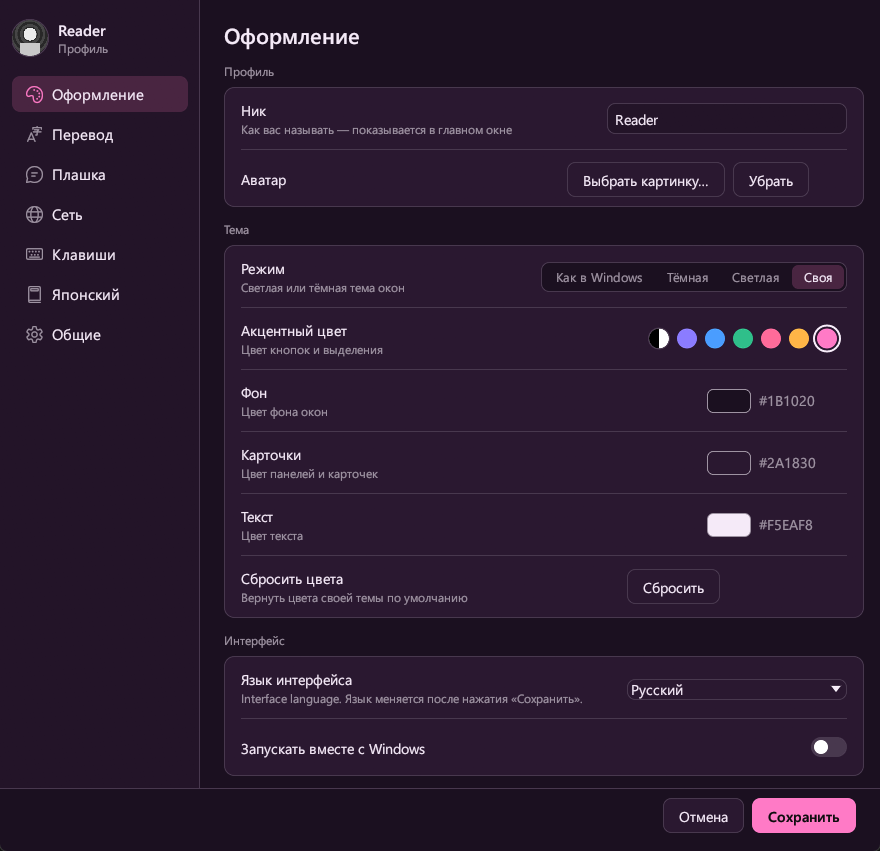 Reader
Профиль
Оформление
Перевод
Плашка
Сеть
Клавиши
Японский
Общие
Оформление
Профиль
Ник
Как вас называть — показывается в главном окне
Reader
Аватар
Выбрать картинку...
Убрать
Тема
Режим
Светлая или тёмная тема окон
Как в Windows
Тёмная
Светлая
Своя
Акцентный цвет
Цвет кнопок и выделения
Фон
Цвет фона окон
#1B1020
Карточки
Цвет панелей и карточек
#2A1830
Текст
Цвет текста
#F5EAF8
Сбросить цвета
Вернуть цвета своей темы по умолчанию
Сбросить
Интерфейс
Язык интерфейса
Interface language. Язык меняется после нажатия «Сохранить».
Русский
Запускать вместе с Windows
Отмена
Сохранить